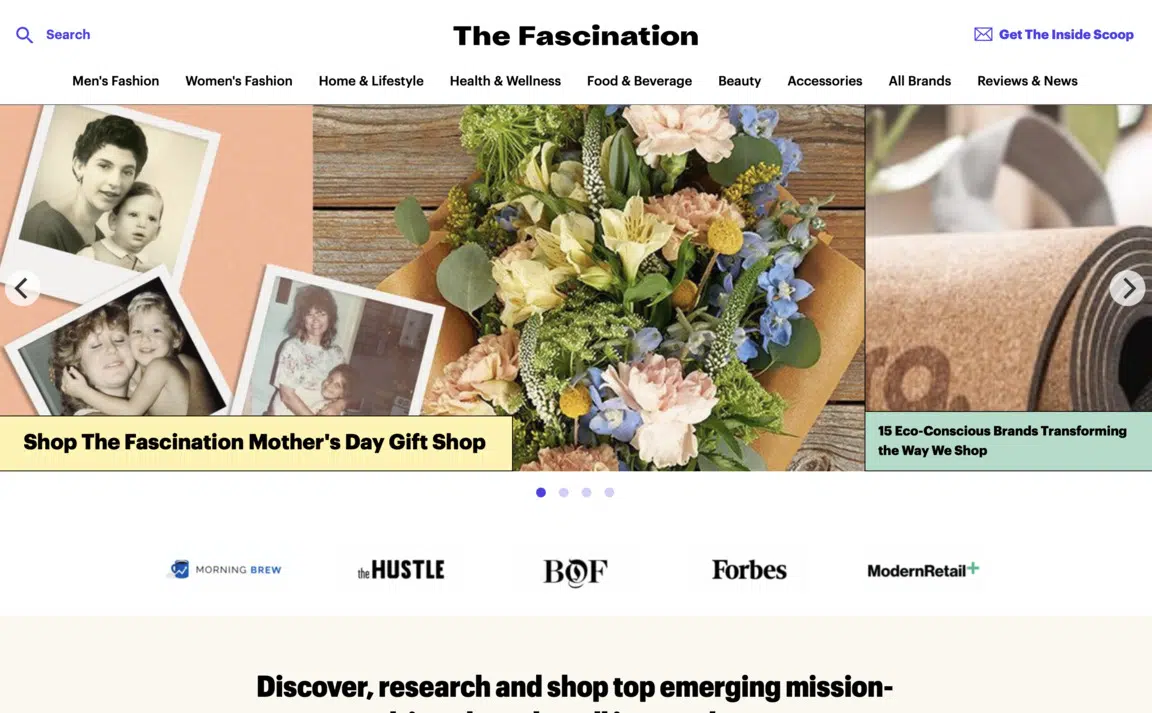 Search
The Fascination
Get The Inside Scoop
Men's Fashion
Women's Fashion
Home & Lifestyle
Health & Wellness
Food & Beverage
Beauty
Accessories
All Brands
Reviews & News
Shop The Fascination Mother's Day Gift Shop
15 Eco-Conscious Brands Transforming
the Way We Shop
MORNING BREW
the HUSTLE
BOF
Forbes
ModernRetail+
Discover, research and shop top emerging mission-